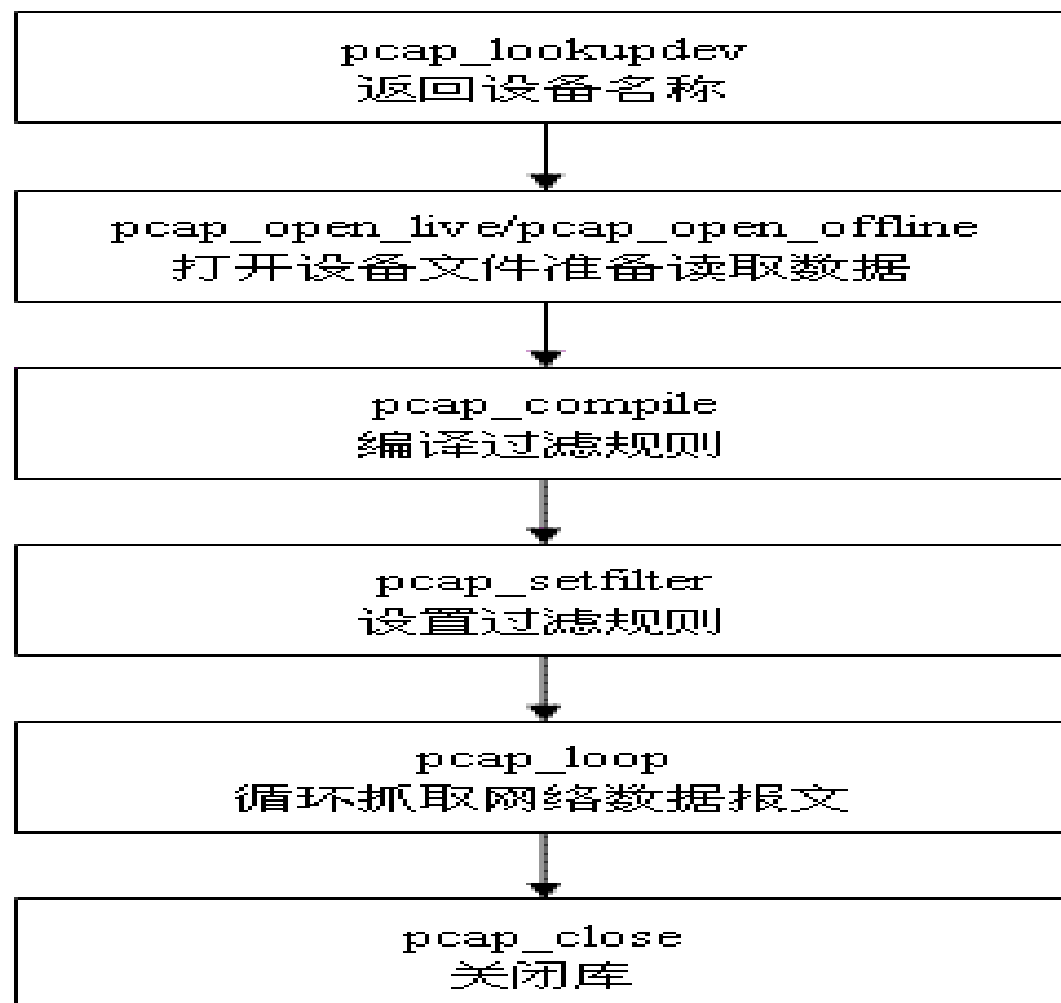 pcap_lookupdev
返回设备名称
pcap_open_live/pcap_open_offline
打开设备文件准备读取数据
pcap_compile
编译过滤规则
pcap_setfilter
设置过滤规则
pcap_loop
循环抓取网络数据报文
pcap_close
关闭库